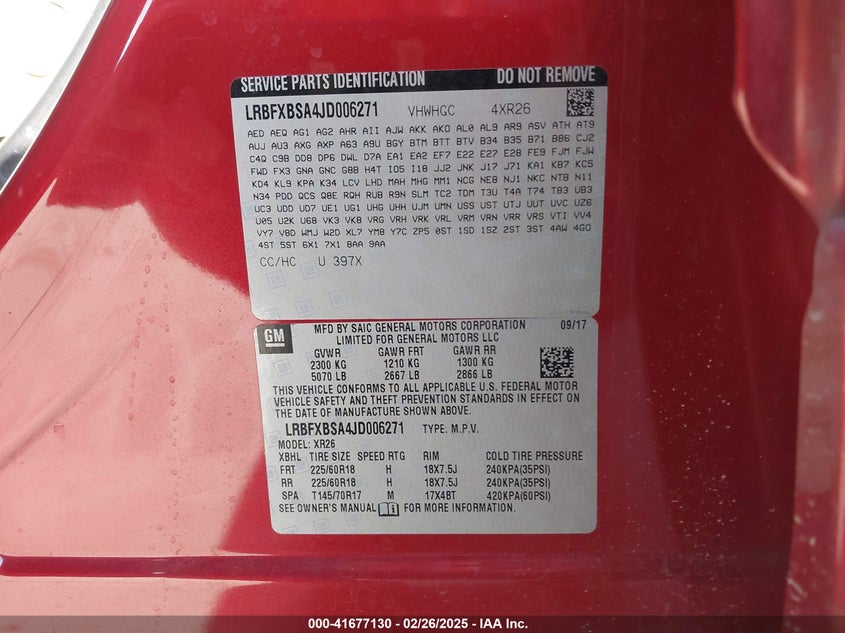 SERVICE PARTS IDENTIFICATION DO NOT REMOVE
LRBFXBSA4JD006271 VHWHGC 4XR26
AED AEQ AG1 AG2 AHR AII AJW AKK AKO AL0 AL9 AR9 ASV ATH AT9
AUJ AU3 AXG AXP A63 A9U BGY BTM BTT BTV B34 B35 B71 B86 CJ2
C4Q C9B DD8 DP6 DWL D7A EA1 EA2 EF7 E22 E27 E28 FE9 FJM FJW
FWD FX3 GNA GNC G8B H4T IO5 I18 JJ2 JNK J17 J71 KA1 KB7 KC5
KD4 KL9 KPA K34 LCV LHD MAH MHG MM1 NCG NEB NJ1 NKC NTB N11
N34 PDD QCS Q8E RQH RUB R9N SLM TC2 TDM T3U T4A T74 T83 UB3
UC3 UDD UD7 UE1 UG1 UHG UHH UJM UMN USS UST UTJ UUT UVC UZ6
U05 U2K U68 VK3 VK8 VRG VRH VRK VRL VRM VRN VRR VRS VTI VV4
VY7 V8D WMJ W2D XL7 YM8 Y7C ZP5 0ST 1SD 1SZ 2ST 3ST 4AW 4GO
4ST 5ST 6X1 7X1 8AA 9AA
CC/HC U 397X
GM
MFD BY SAIC GENERAL MOTORS CORPORATION 09/17
LIMITED FOR GENERAL MOTORS LLC
GVWR GAWR FRT GAWR RR
2300 KG 1210 KG 1300 KG
5070 LB 2667 LB 2866 LB
THIS VEHICLE CONFORMS TO ALL APPLICABLE U.S. FEDERAL MOTOR
VEHICLE SAFETY AND THEFT PREVENTION STANDARDS IN EFFECT ON
THE DATE OF MANUFACTURE SHOWN ABOVE.
LRBFXBSA4JD006271 TYPE: M.P.V.
MODEL: XR26
XBHL TIRE SIZE SPEED RTG RIM COLD TIRE PRESSURE
FRT 225/60R18 H 18X7.5J 240KPA(35PSI)
RR 225/60R18 H 18X7.5J 240KPA(35PSI)
SPA T145/70R17 M 17X4BT 420KPA(60PSI)
SEE OWNER'S MANUAL FOR MORE INFORMATION.
000-41677130 - 02/26/2025 - IAA Inc.